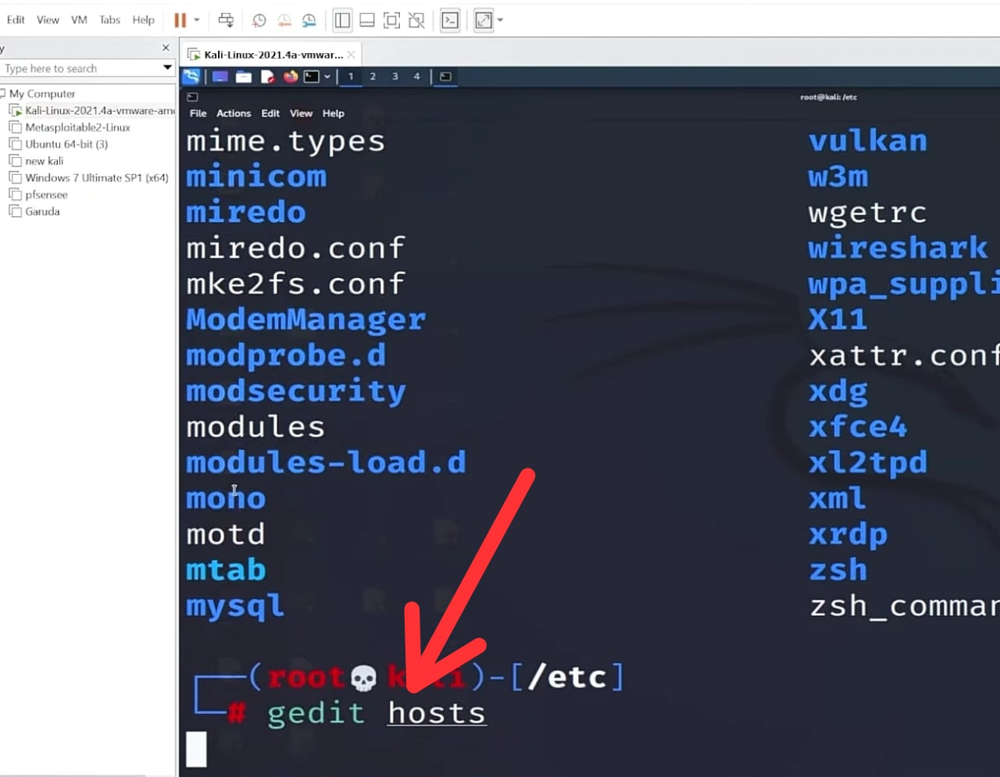 Edit View VM Tabs Help
y
Type here to search
My Computer
Kali-Linux-2021.4a-vmware-am
Metasploitable2-Linux
Ubuntu 64-bit (3)
new kali
Windows 7 Ultimate SP1 (x64)
pfsensee
Garuda
Kali-Linux-2021.4a-vmwar...
1 2 3 4
root@kali: /etc
File Actions Edit View Help
mime.types
minicom
miredo
miredo.conf
mke2fs.conf
ModemManager
modprobe.d
modsecurity
modules
modules-load.d
mono
motd
mtab
mysql
vulkan
w3m
wgetrc
wireshark
wpa_suppli
X11
xattr.conf
xdg
xfce4
xl2tpd
xml
xrdp
zsh
zsh_comman
(root💀kali)-[/etc]
# gedit hosts